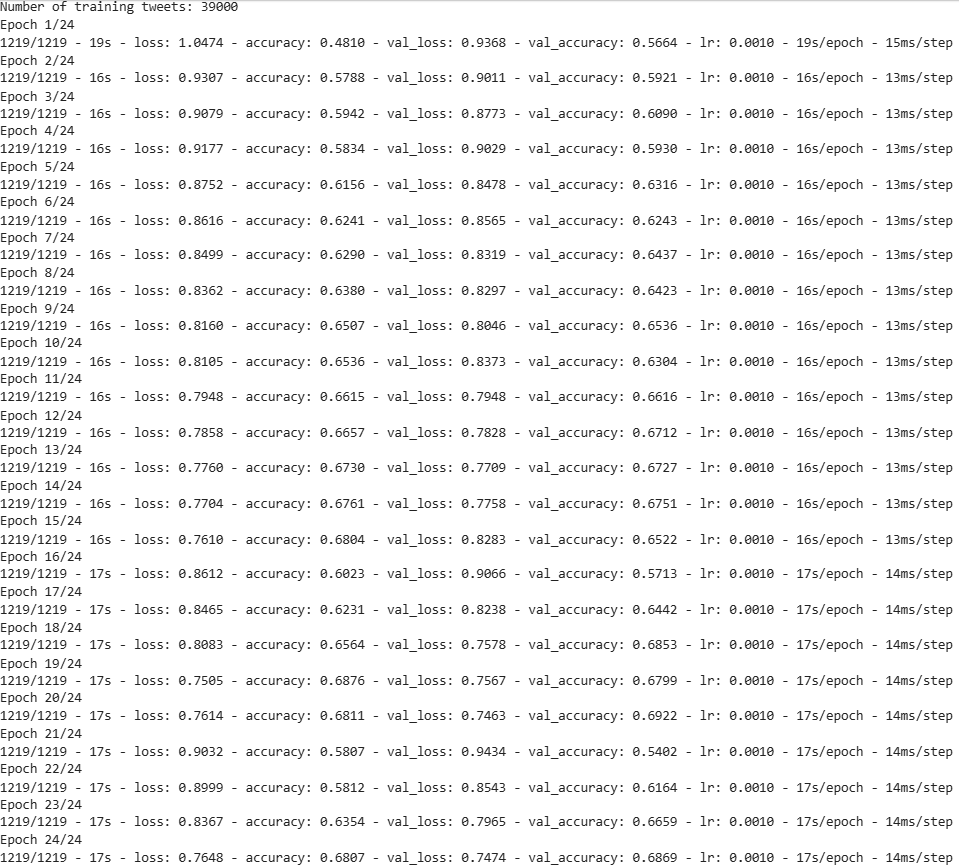 Number of training tweets: 39000
Epoch 1/24
1219/1219 - 19s - loss: 1.0474 - accuracy: 0.4810 - val_loss: 0.9368 - val_accuracy: 0.5664 - lr: 0.0010 - 19s/epoch - 15ms/step
Epoch 2/24
1219/1219 - 16s - loss: 0.9307 - accuracy: 0.5788 - val_loss: 0.9011 - val_accuracy: 0.5921 - lr: 0.0010 - 16s/epoch - 13ms/step
Epoch 3/24
1219/1219 - 16s - loss: 0.9079 - accuracy: 0.5942 - val_loss: 0.8773 - val_accuracy: 0.6090 - lr: 0.0010 - 16s/epoch - 13ms/step
Epoch 4/24
1219/1219 - 16s - loss: 0.9177 - accuracy: 0.5834 - val_loss: 0.9029 - val_accuracy: 0.5930 - lr: 0.0010 - 16s/epoch - 13ms/step
Epoch 5/24
1219/1219 - 16s - loss: 0.8752 - accuracy: 0.6156 - val_loss: 0.8478 - val_accuracy: 0.6316 - lr: 0.0010 - 16s/epoch - 13ms/step
Epoch 6/24
1219/1219 - 16s - loss: 0.8616 - accuracy: 0.6241 - val_loss: 0.8565 - val_accuracy: 0.6243 - lr: 0.0010 - 16s/epoch - 13ms/step
Epoch 7/24
1219/1219 - 16s - loss: 0.8499 - accuracy: 0.6290 - val_loss: 0.8319 - val_accuracy: 0.6437 - lr: 0.0010 - 16s/epoch - 13ms/step
Epoch 8/24
1219/1219 - 16s - loss: 0.8362 - accuracy: 0.6380 - val_loss: 0.8297 - val_accuracy: 0.6423 - lr: 0.0010 - 16s/epoch - 13ms/step
Epoch 9/24
1219/1219 - 16s - loss: 0.8160 - accuracy: 0.6507 - val_loss: 0.8046 - val_accuracy: 0.6536 - lr: 0.0010 - 16s/epoch - 13ms/step
Epoch 10/24
1219/1219 - 16s - loss: 0.8105 - accuracy: 0.6536 - val_loss: 0.8373 - val_accuracy: 0.6304 - lr: 0.0010 - 16s/epoch - 13ms/step
Epoch 11/24
1219/1219 - 16s - loss: 0.7948 - accuracy: 0.6615 - val_loss: 0.7948 - val_accuracy: 0.6616 - lr: 0.0010 - 16s/epoch - 13ms/step
Epoch 12/24
1219/1219 - 16s - loss: 0.7858 - accuracy: 0.6657 - val_loss: 0.7828 - val_accuracy: 0.6712 - lr: 0.0010 - 16s/epoch - 13ms/step
Epoch 13/24
1219/1219 - 16s - loss: 0.7760 - accuracy: 0.6730 - val_loss: 0.7709 - val_accuracy: 0.6727 - lr: 0.0010 - 16s/epoch - 13ms/step
Epoch 14/24
1219/1219 - 16s - loss: 0.7704 - accuracy: 0.6761 - val_loss: 0.7758 - val_accuracy: 0.6751 - lr: 0.0010 - 16s/epoch - 13ms/step
Epoch 15/24
1219/1219 - 16s - loss: 0.7610 - accuracy: 0.6804 - val_loss: 0.8283 - val_accuracy: 0.6522 - lr: 0.0010 - 16s/epoch - 13ms/step
Epoch 16/24
1219/1219 - 17s - loss: 0.8612 - accuracy: 0.6023 - val_loss: 0.9066 - val_accuracy: 0.5713 - lr: 0.0010 - 17s/epoch - 14ms/step
Epoch 17/24
1219/1219 - 17s - loss: 0.8465 - accuracy: 0.6231 - val_loss: 0.8238 - val_accuracy: 0.6442 - lr: 0.0010 - 17s/epoch - 14ms/step
Epoch 18/24
1219/1219 - 17s - loss: 0.8083 - accuracy: 0.6564 - val_loss: 0.7578 - val_accuracy: 0.6853 - lr: 0.0010 - 17s/epoch - 14ms/step
Epoch 19/24
1219/1219 - 17s - loss: 0.7505 - accuracy: 0.6876 - val_loss: 0.7567 - val_accuracy: 0.6799 - lr: 0.0010 - 17s/epoch - 14ms/step
Epoch 20/24
1219/1219 - 17s - loss: 0.7614 - accuracy: 0.6811 - val_loss: 0.7463 - val_accuracy: 0.6922 - lr: 0.0010 - 17s/epoch - 14ms/step
Epoch 21/24
1219/1219 - 17s - loss: 0.9032 - accuracy: 0.5807 - val_loss: 0.9434 - val_accuracy: 0.5402 - lr: 0.0010 - 17s/epoch - 14ms/step
Epoch 22/24
1219/1219 - 17s - loss: 0.8999 - accuracy: 0.5812 - val_loss: 0.8543 - val_accuracy: 0.6164 - lr: 0.0010 - 17s/epoch - 14ms/step
Epoch 23/24
1219/1219 - 17s - loss: 0.8367 - accuracy: 0.6354 - val_loss: 0.7965 - val_accuracy: 0.6659 - lr: 0.0010 - 17s/epoch - 14ms/step
Epoch 24/24
1219/1219 - 17s - loss: 0.7648 - accuracy: 0.6807 - val_loss: 0.7474 - val_accuracy: 0.6869 - lr: 0.0010 - 17s/epoch - 14ms/step